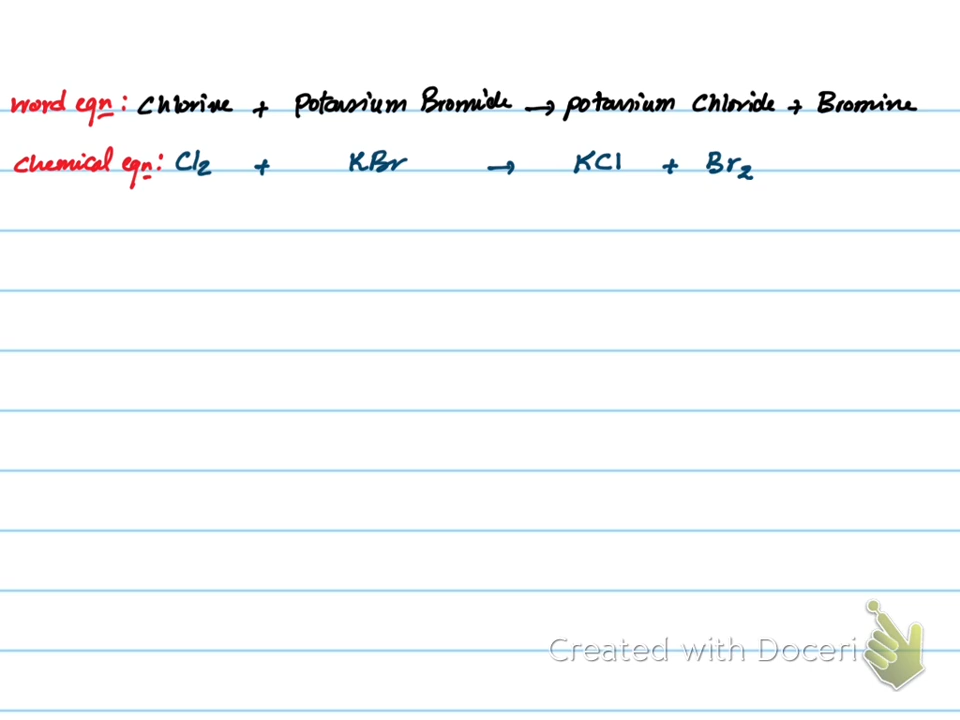 word eqn: Chlorine + Potassium Bromide → potassium Chloride + Bromine
Chemical eqn: Cl₂ + KBr → KCl + Br₂
Created with Doceri